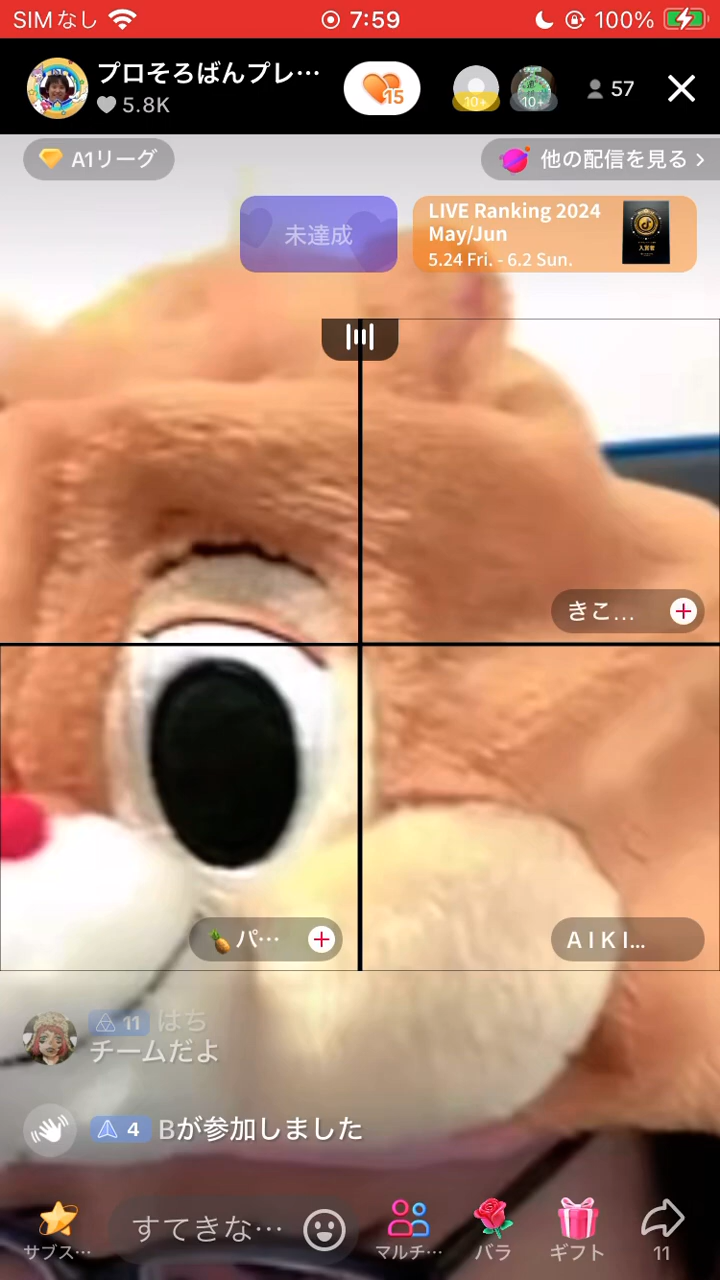 SIMなし 7:59 100%
プロそろばんプレ…
5.8K
15
10+
10+
57
A1リーグ
他の配信を見る
未達成
LIVE Ranking 2024
May/Jun
5.24 Fri. - 6.2 Sun.
きこ…
パ…
AIKI…
11 はち
チームだよ
4 Bが参加しました
すてきな…
サブス…
マルチ…
バラ
ギフト
11